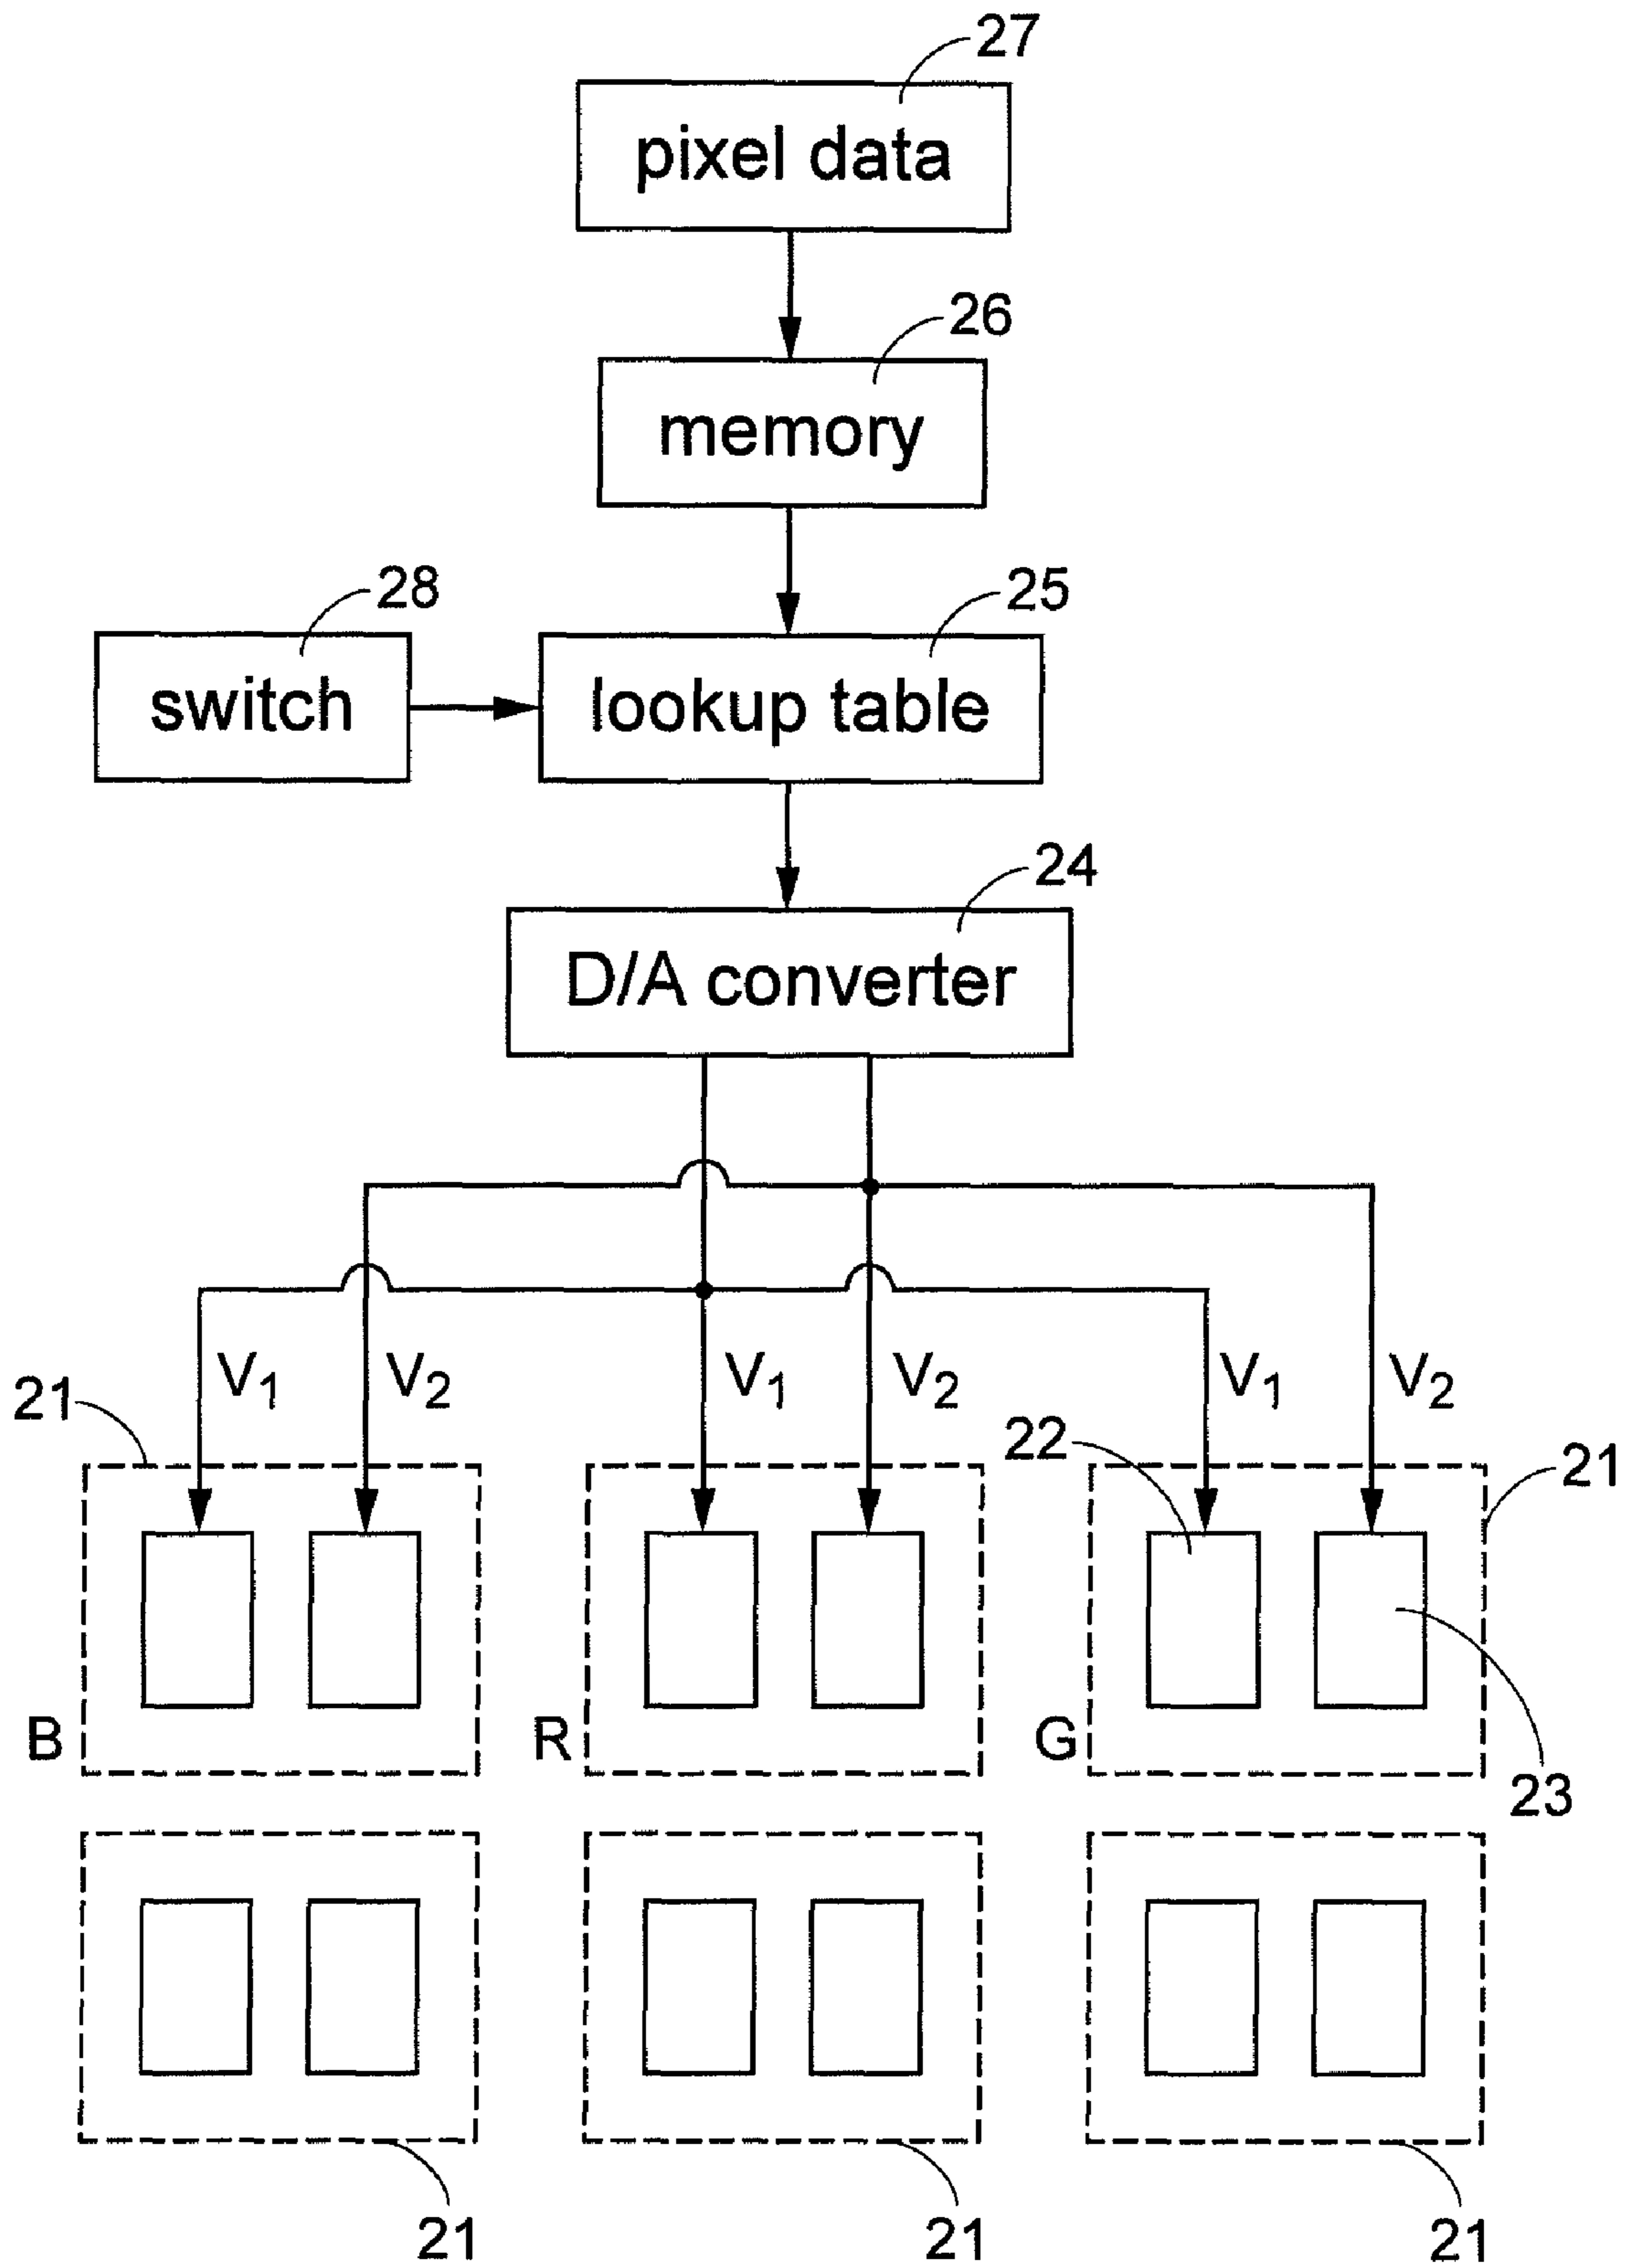 27
pixel data
26
memory
28
25
switch
lookup table
24
D/A converter
V1 V2 V1 V2 V1 V2
21
22
21
B R G
23
21 21 21